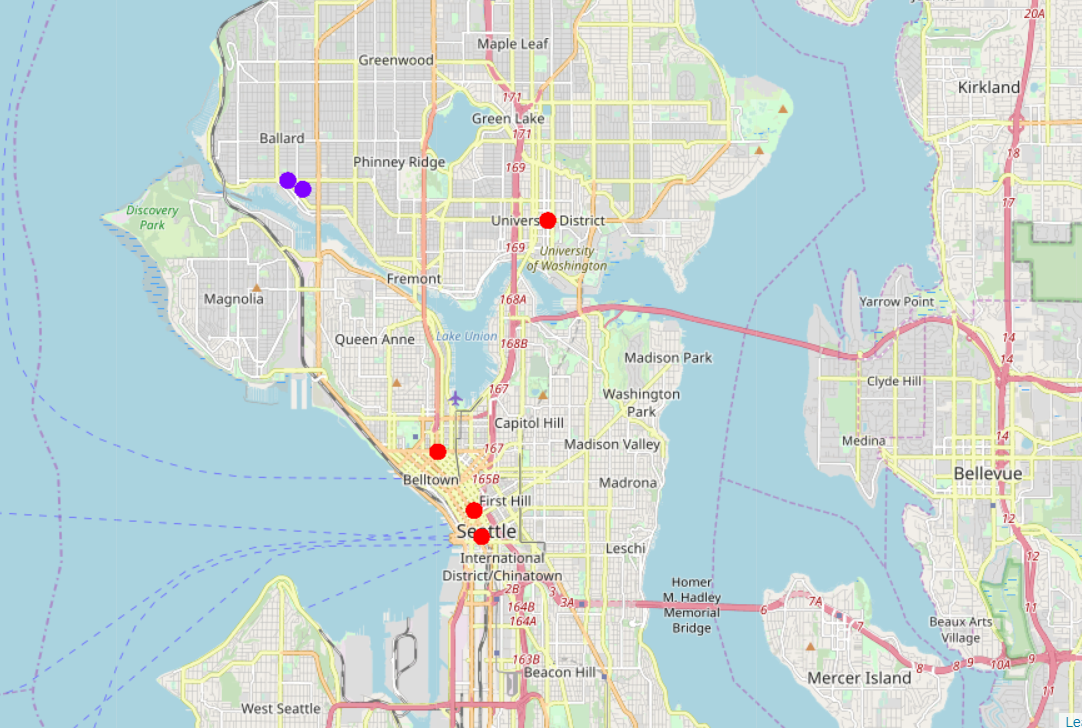 20A
Maple Leaf
Greenwood
Kirkland
171
Green Lake
171
Ballard
18
Phinney Ridge
169
17
Discovery
Park
Univers District
169
University
of Washington
Fremont
Magnolia
168A
Yarrow Point
Lake Union
Queen Anne
168B
14
Madison Park
14
Clyde Hill
167
Washington
Park
Capitol Hill
14
Medina
Madison Valley
167
Bellevue
Belltown
165B
Madrona
First Hill
12
Seattle
International
District/Chinatown
Leschi
12
Homer
M. Hadley
Memorial
Bridge
2B
3
3A
6
7A
11
164B
164A
7
Beaux Arts
Village
163B
Beacon Hill
8
8
9
9
10A
9
Mercer Island
11
West Seattle
Le